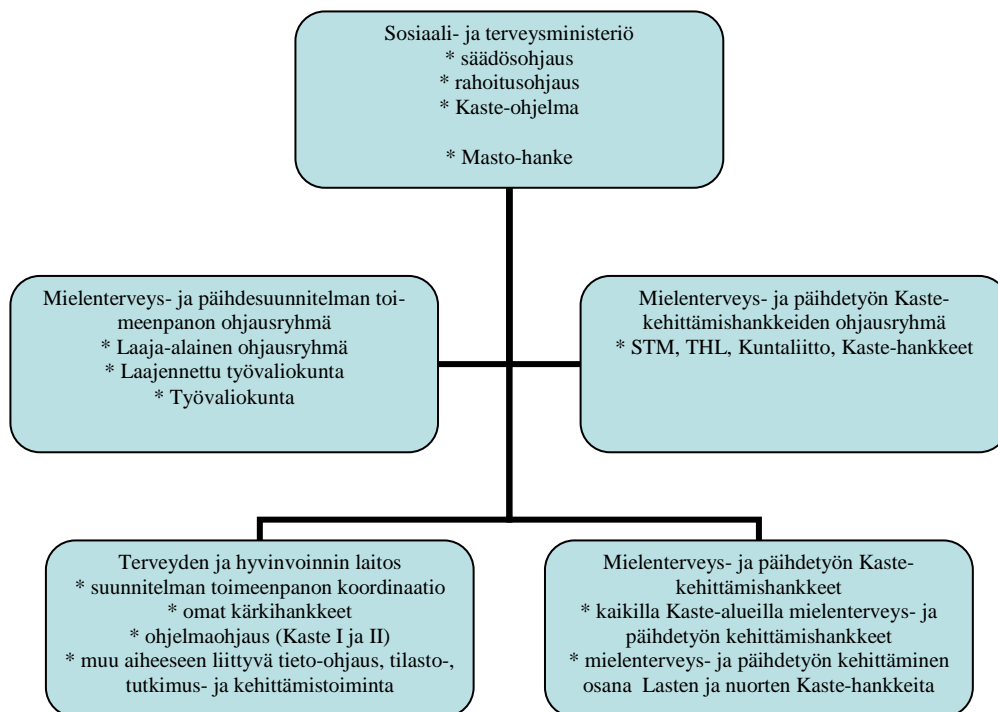 Sosiaali- ja terveysministeriö
* säädösohjaus
* rahoitusohjaus
* Kaste-ohjelma
* Masto-hanke
Mielenterveys- ja päihdesuunnitelman toi-
meenpanon ohjausryhmä
* Laaja-alainen ohjausryhmä
* Laajennettu työvaliokunta
* Työvaliokunta
Mielenterveys- ja päihdetyön Kaste-
kehittämishankkeiden ohjausryhmä
* STM, THL, Kuntaliitto, Kaste-hankkeet
Terveyden ja hyvinvoinnin laitos
* suunnitelman toimeenpanon koordinaatio
* omat kärkihankkeet
* ohjelmaohjaus (Kaste I ja II)
* muu aiheeseen liittyvä tieto-ohjaus, tilasto-,
tutkimus- ja kehittämistoiminta
Mielenterveys- ja päihdetyön Kaste-
kehittämishankkeet
* kaikilla Kaste-alueilla mielenterveys- ja
päihdetyön kehittämishankkeet
* mielenterveys- ja päihdetyön kehittäminen
osana Lasten ja nuorten Kaste-hankkeita